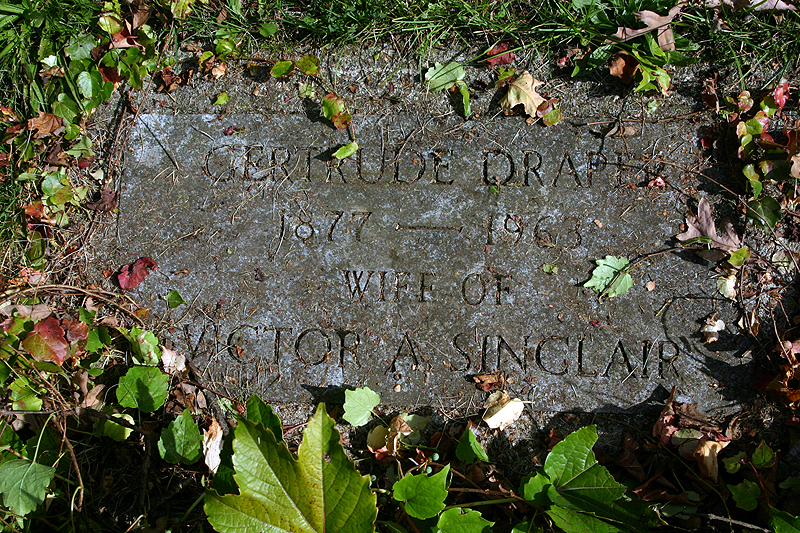 GERTRUDE DRAPER
1877 — 1963
WIFE OF
VICTOR A. SINCLAIR